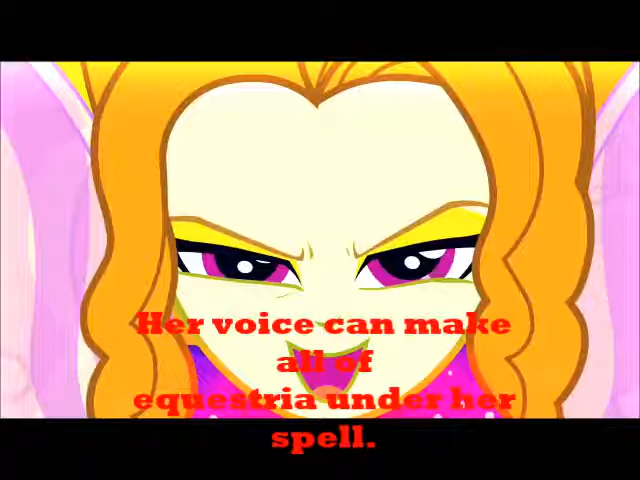 Her voice can make
all of
equestria under her
spell.